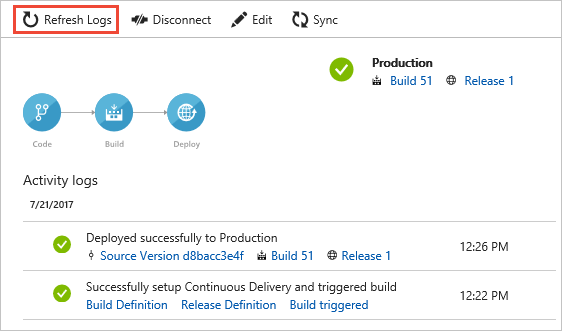 Refresh Logs Disconnect Edit Sync
Production
Build 51 Release 1
Code Build Deploy
Activity logs
7/21/2017
Deployed successfully to Production
Source Version d8bacc3e4f Build 51 Release 1 12:26 PM
Successfully setup Continuous Delivery and triggered build
Build Definition Release Definition Build triggered 12:22 PM